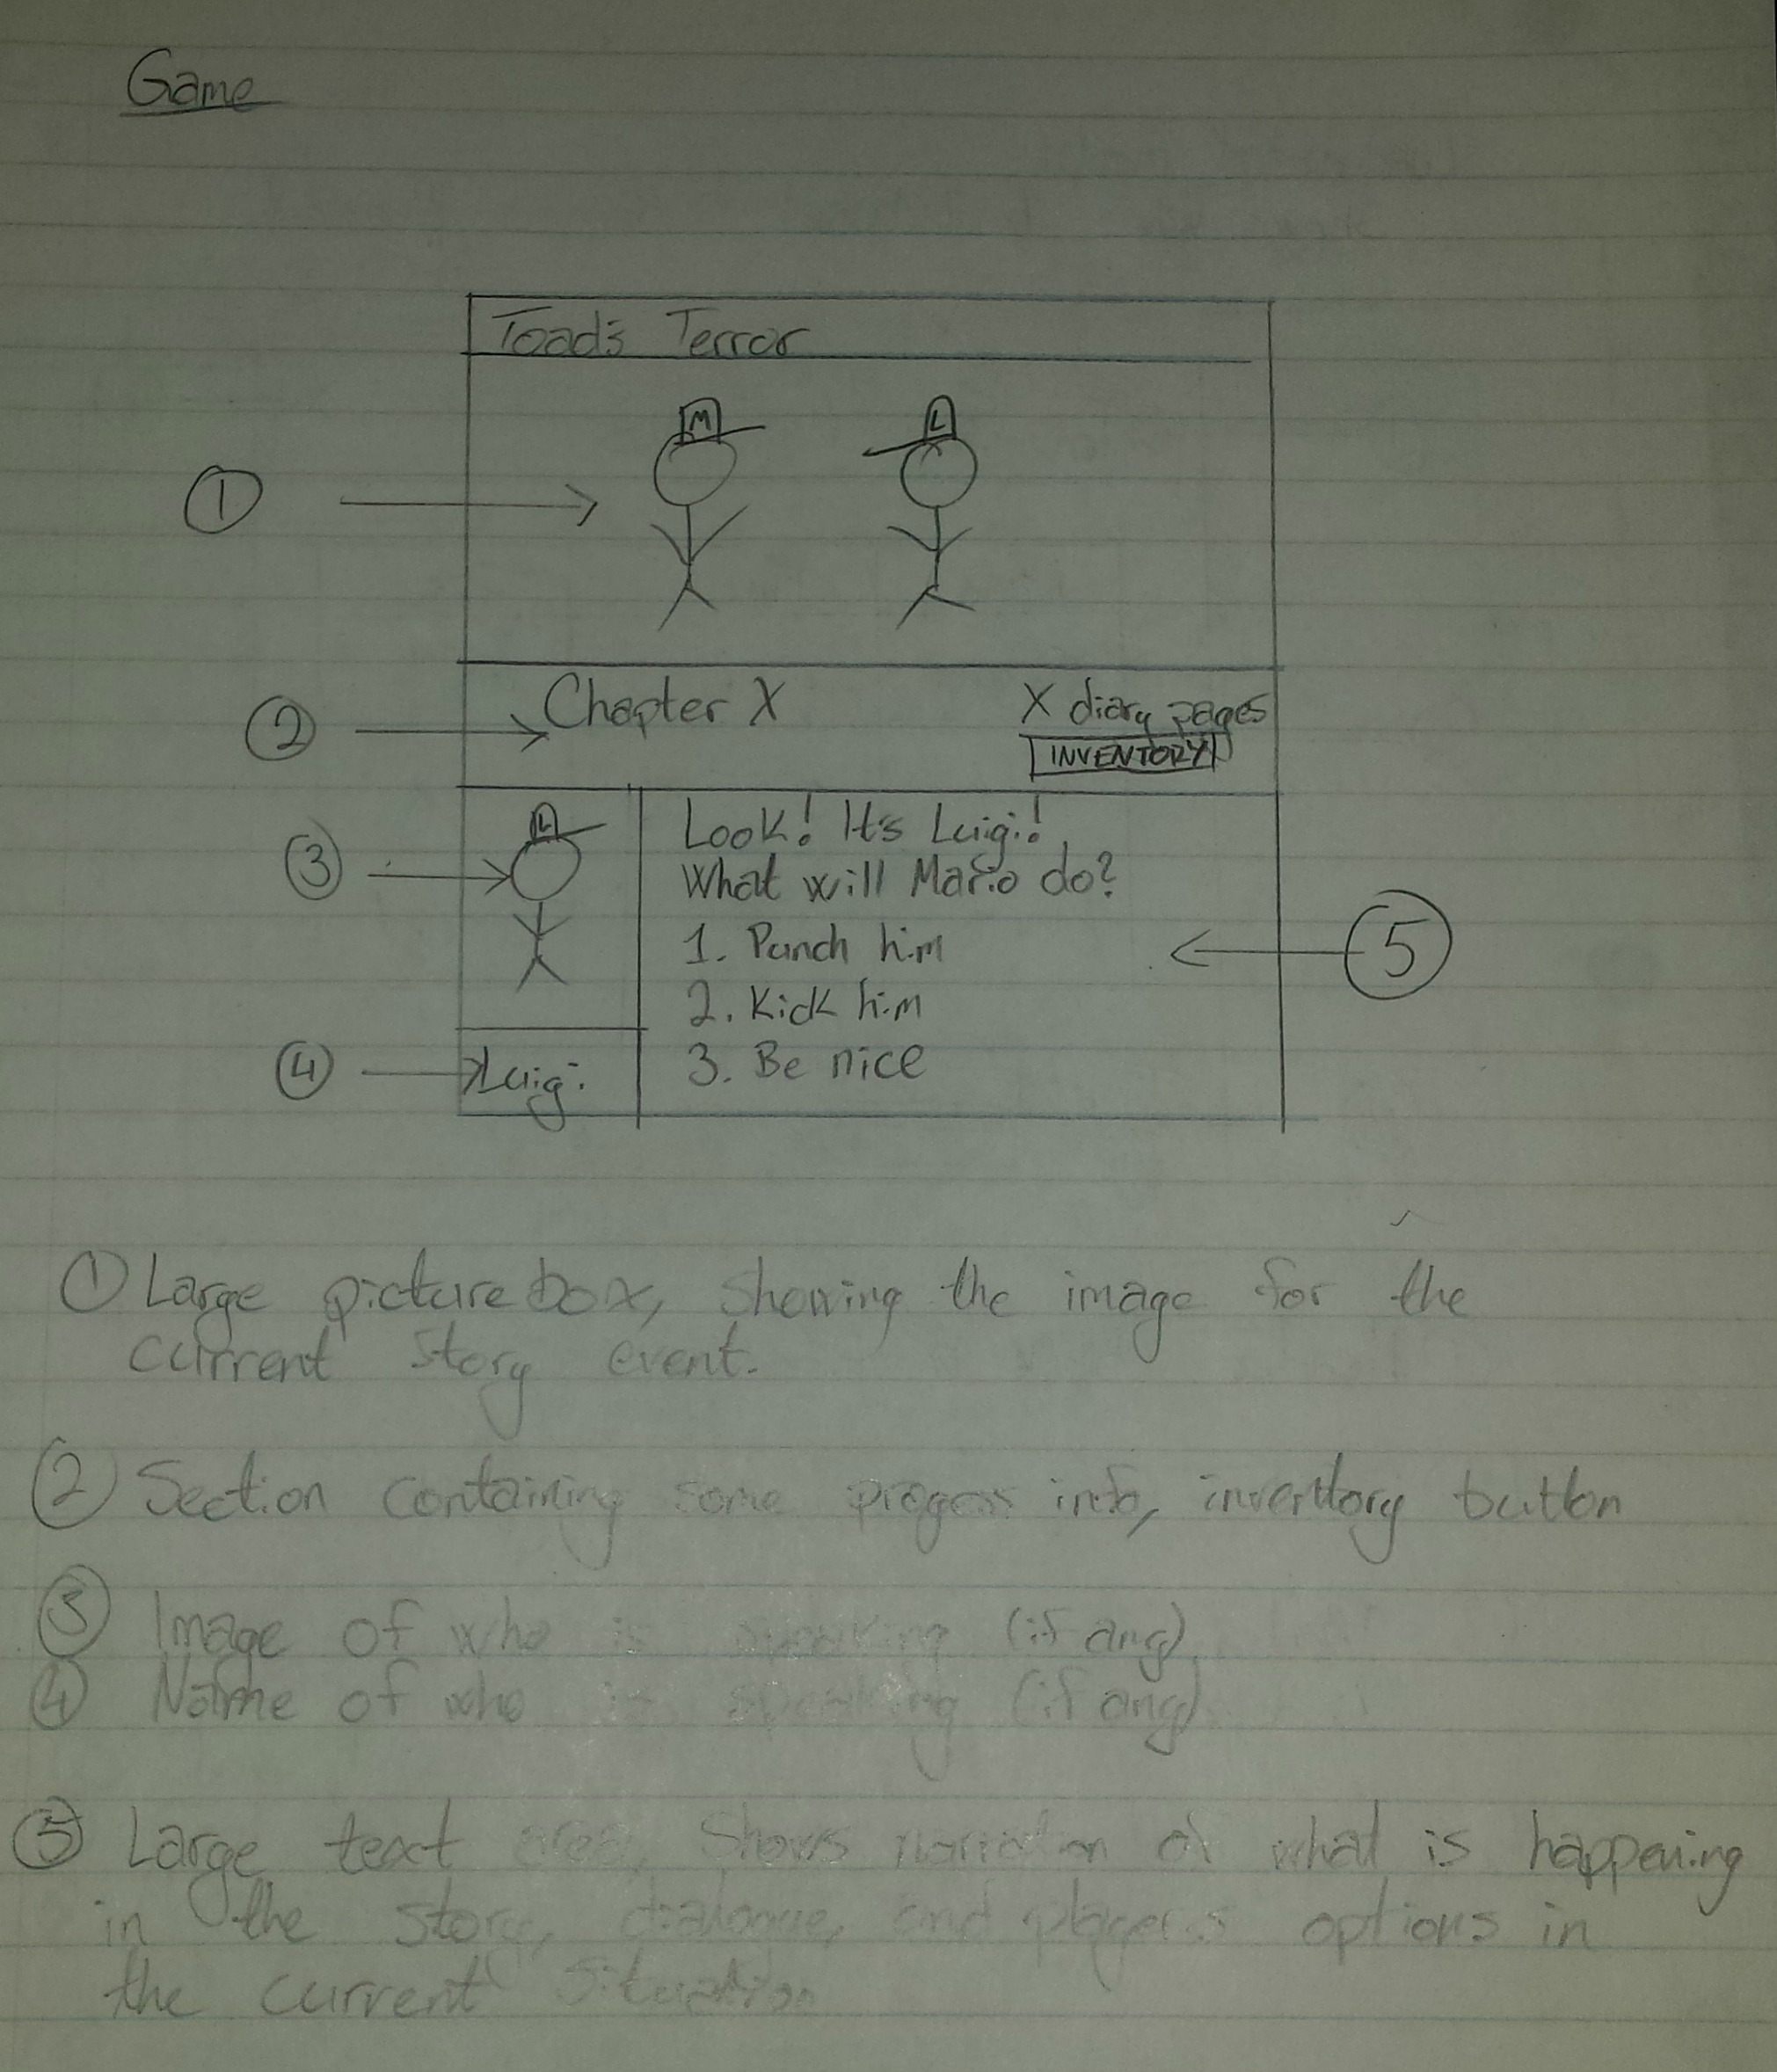 Game
Toad's Terror
M
L
1
2
Chapter X
X diary pages
INVENTORY
3
L
Look! It's Luigi!
What will Mario do?
1. Punch him
2. Kick him
3. Be nice
5
4
Luigi
1 Large picture box, showing the image for the
current story event.
2 Section containing some progess info, inventory button
3 Image of who is speaking (if any)
4 Name of who is speaking (if any)
5 Large text area, shows narration of what is happening
in the story, dialogue, and player's options in
the current situation